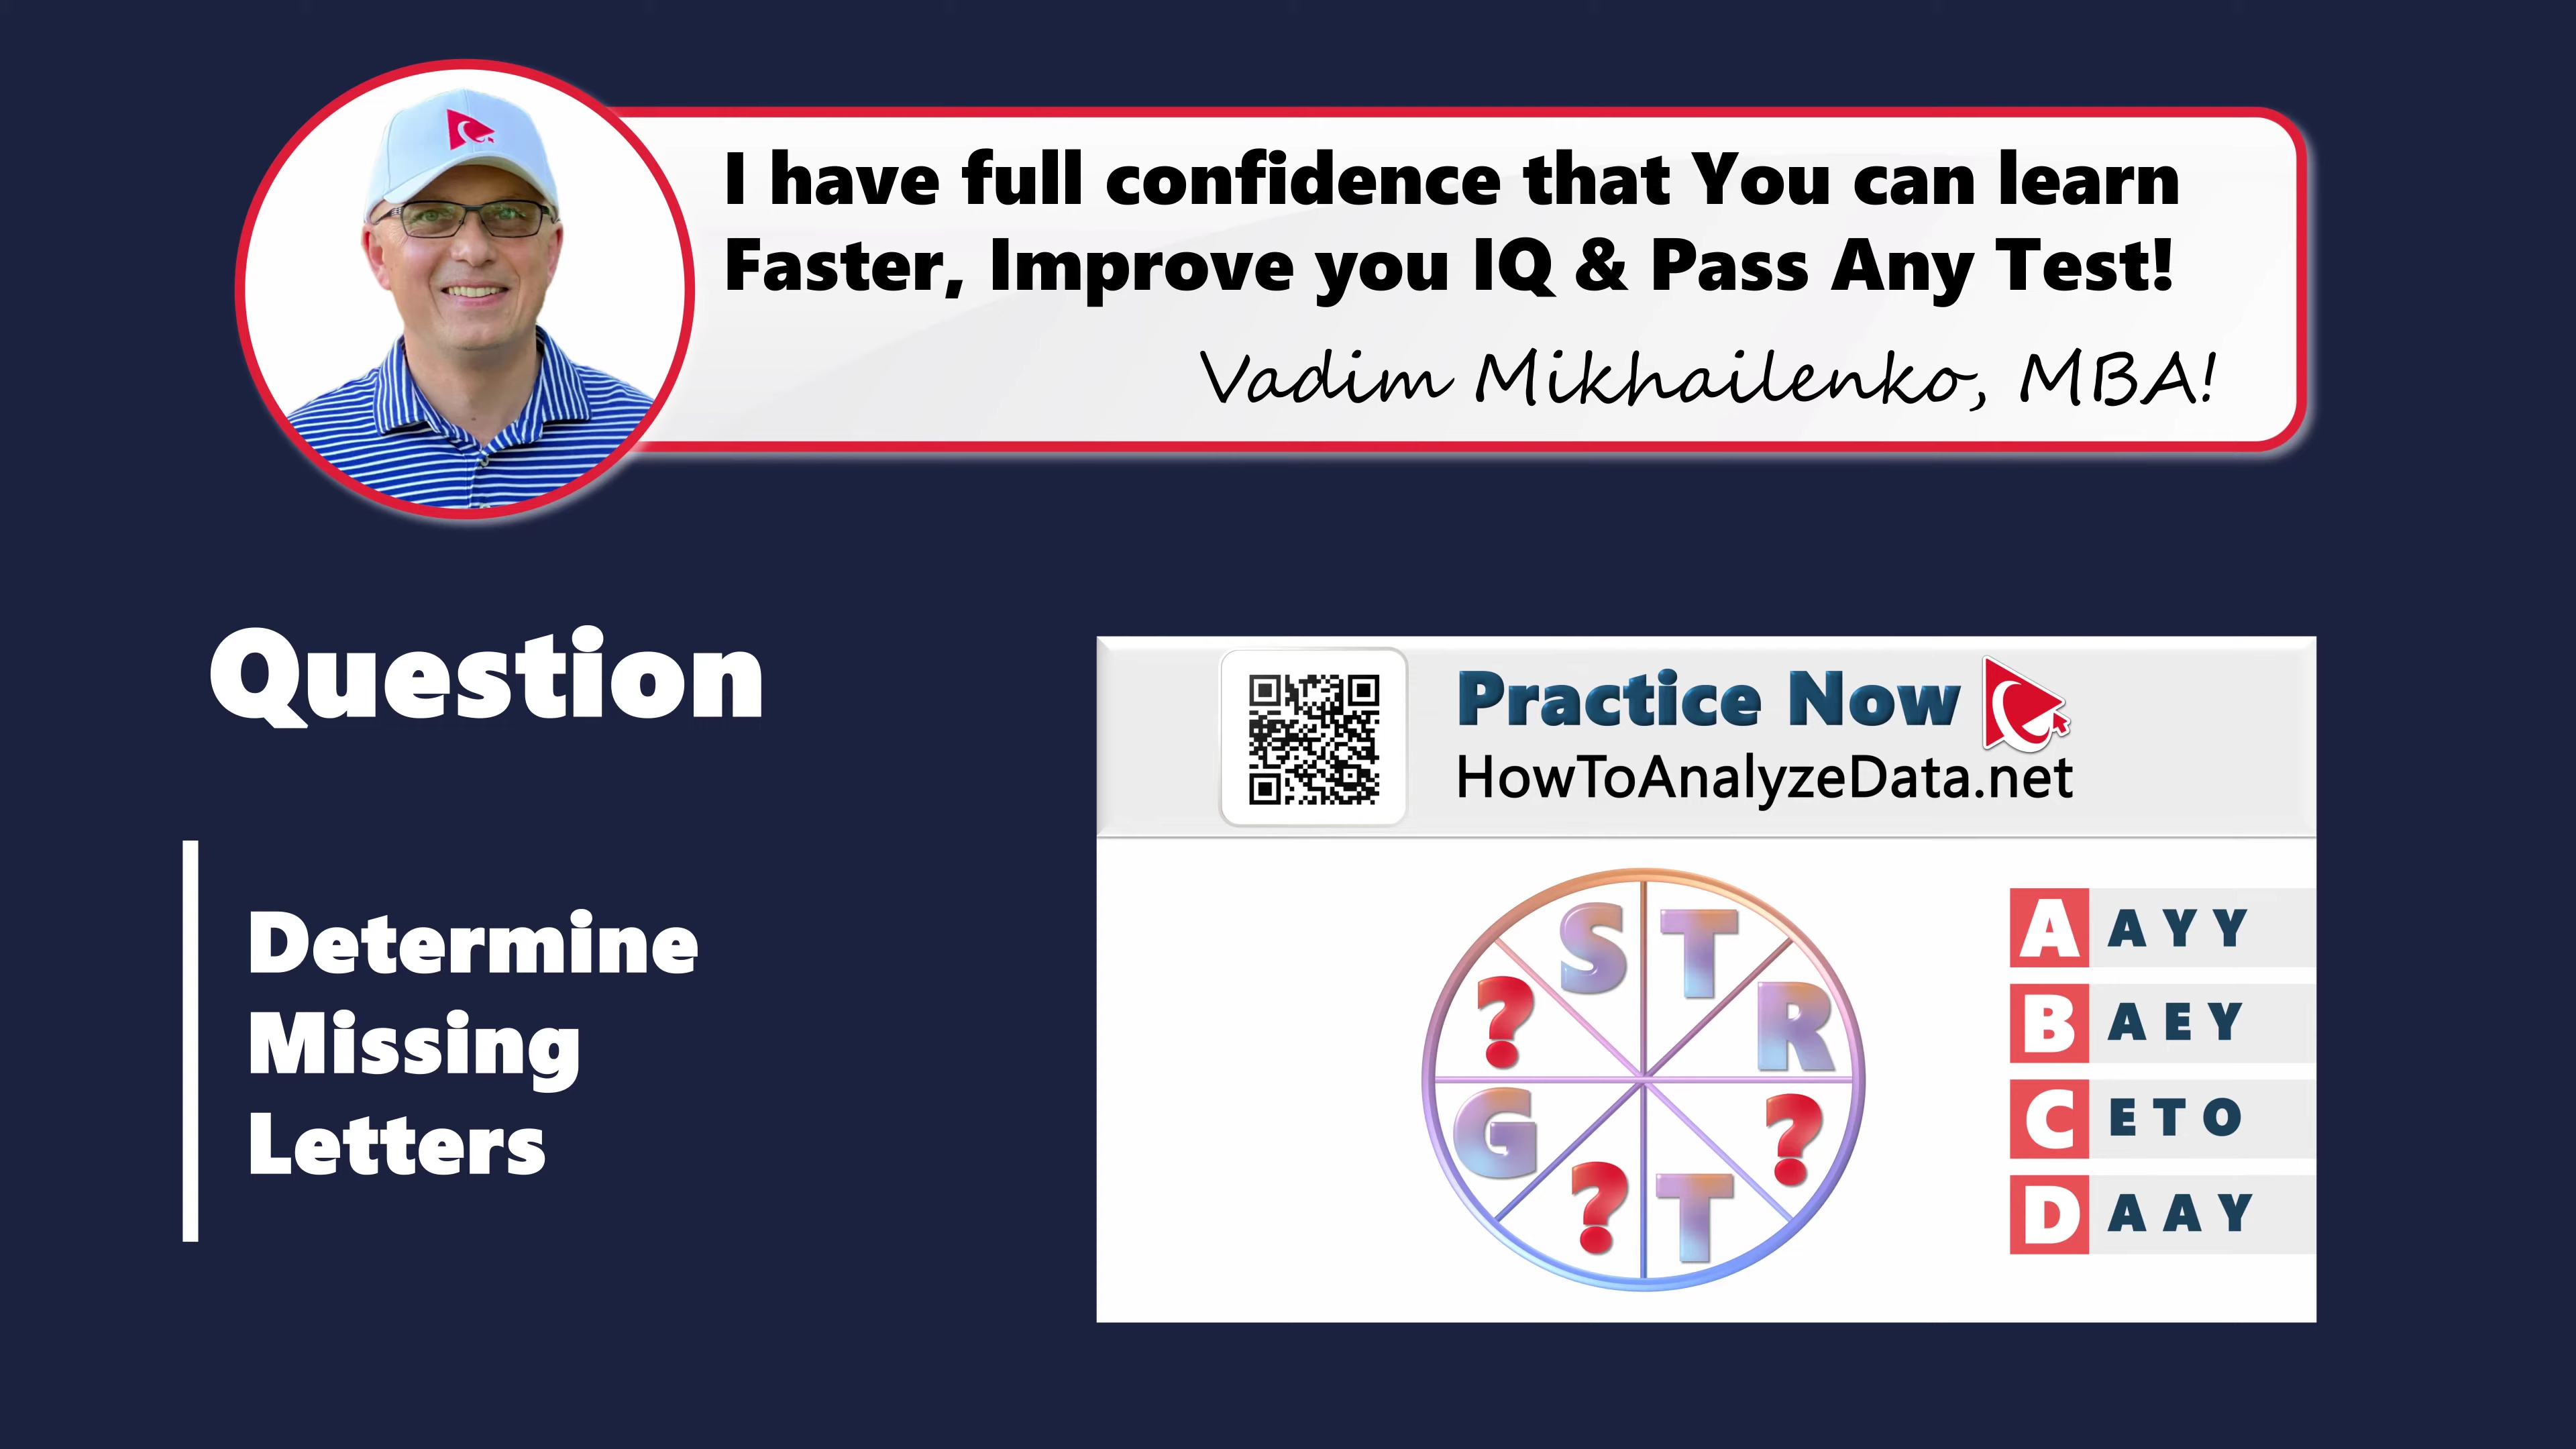 I have full confidence that You can learn
Faster, Improve you IQ & Pass Any Test!
Vadim Mikhailenko, MBA!
Question
Determine
Missing
Letters
Practice Now
HowToAnalyzeData.net
S T
? R
G ?
? T
A A Y Y
B A E Y
C E T O
D A A Y